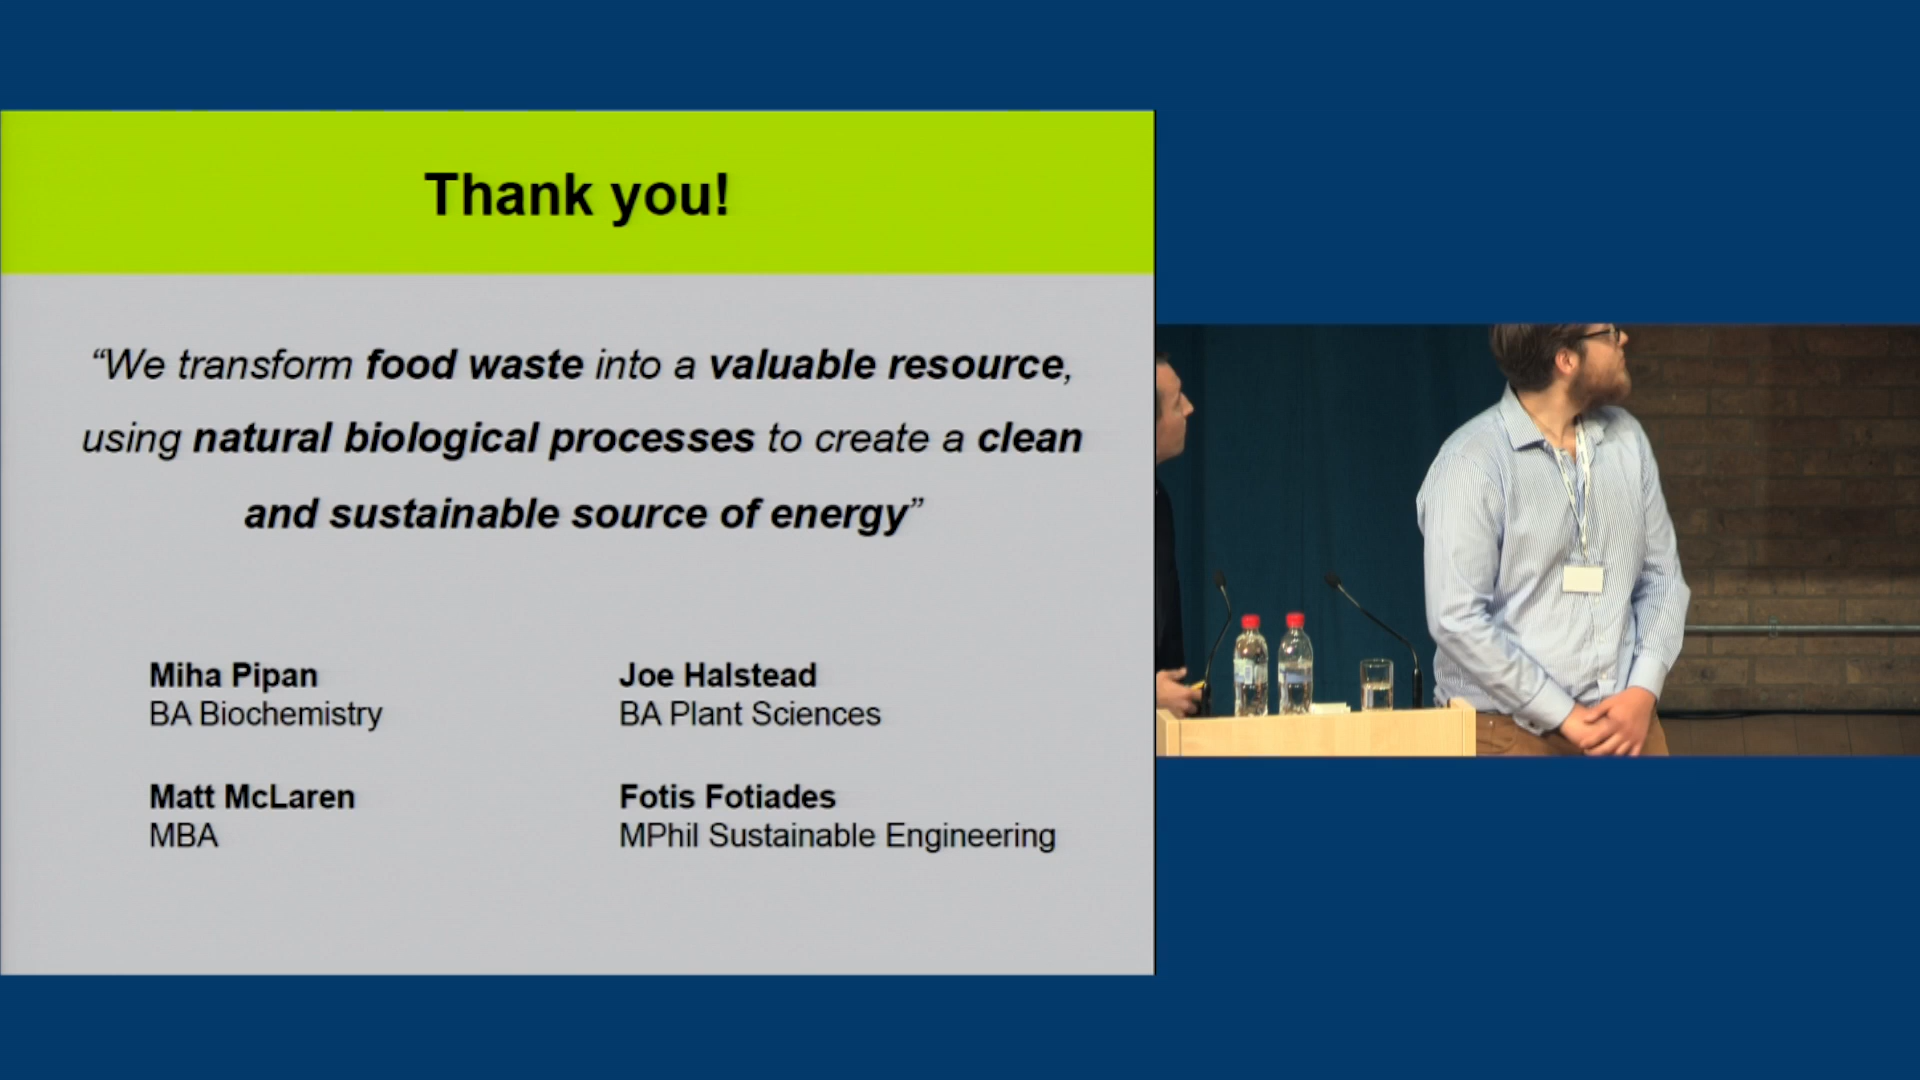 Thank you!
“We transform food waste into a valuable resource,
using natural biological processes to create a clean
and sustainable source of energy”
Miha Pipan
BA Biochemistry
Joe Halstead
BA Plant Sciences
Matt McLaren
MBA
Fotis Fotiades
MPhil Sustainable Engineering